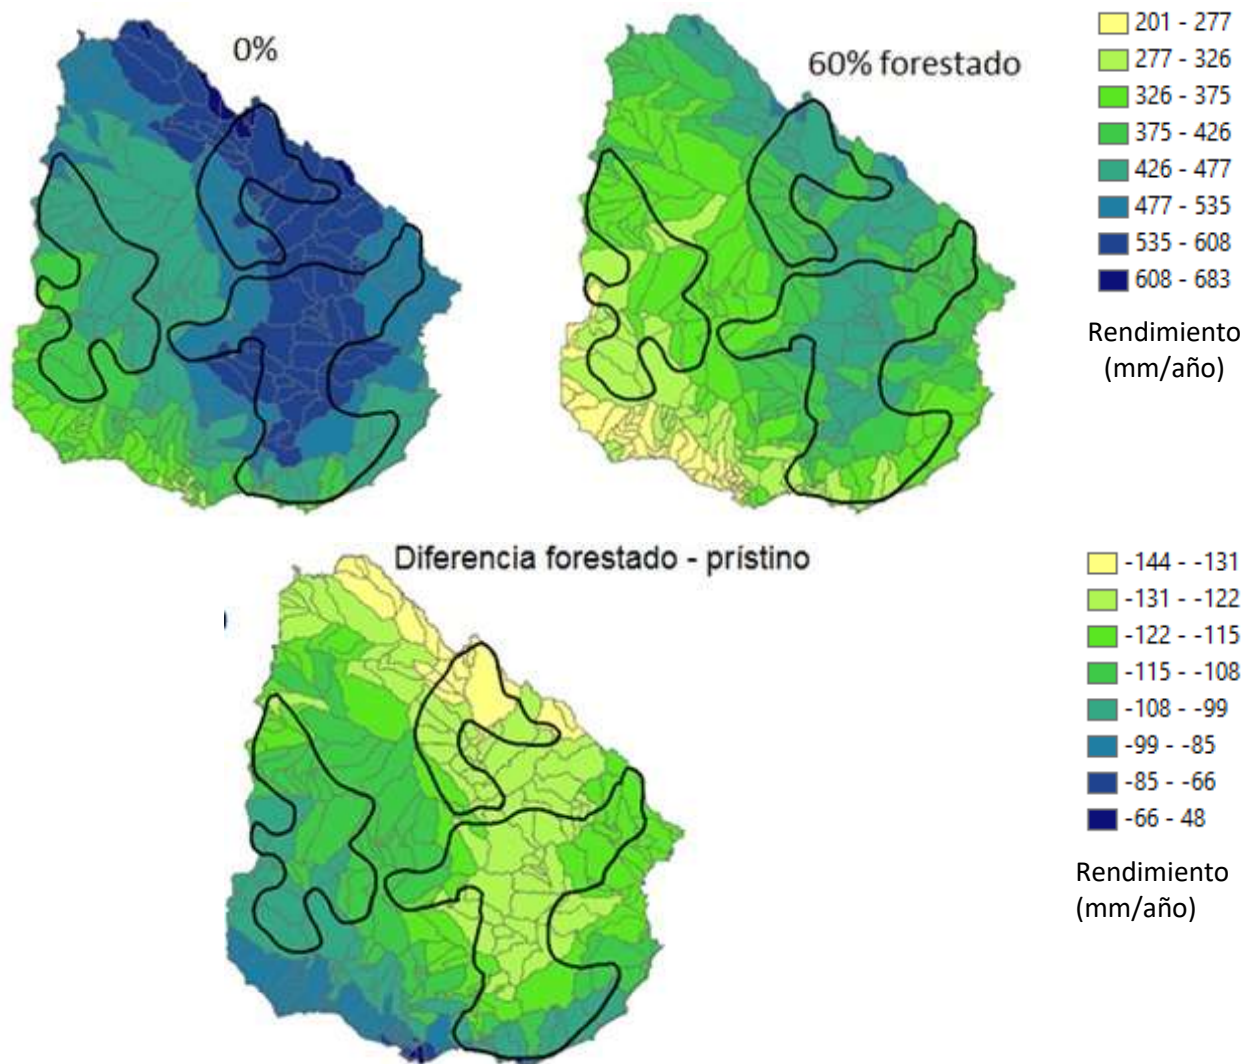 0%
60% forestado
201 - 277
277 - 326
326 - 375
375 - 426
426 - 477
477 - 535
535 - 608
608 - 683
Rendimiento
(mm/año)
Diferencia forestado - prístino
-144 - -131
-131 - -122
-122 - -115
-115 - -108
-108 - -99
-99 - -85
-85 - -66
-66 - 48
Rendimiento
(mm/año)